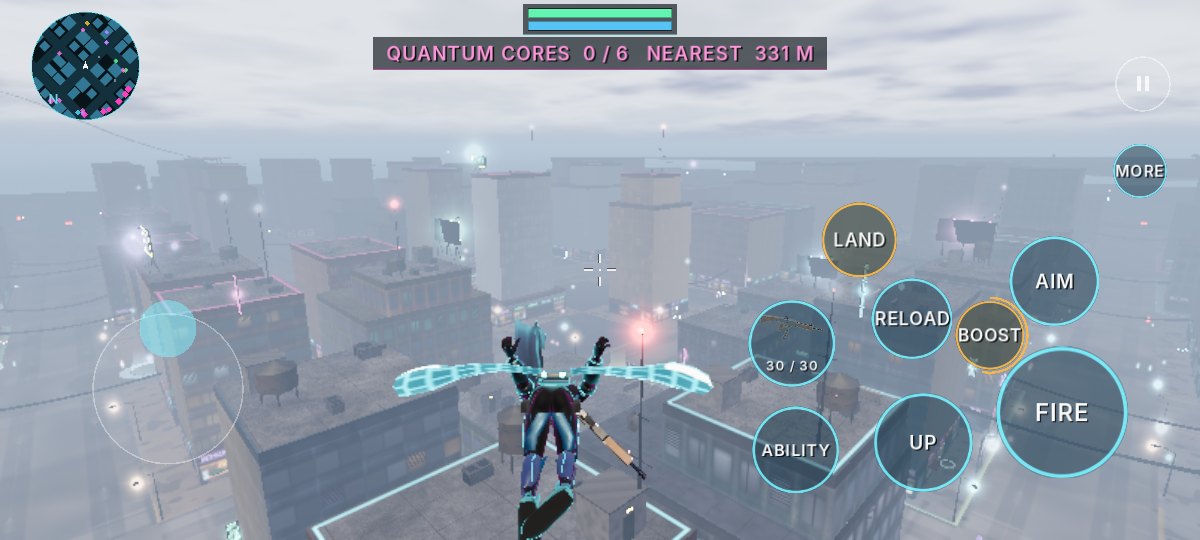 QUANTUM CORES 0 / 6 NEAREST 331 M
N
MORE
LAND
AIM
RELOAD
BOOST
30 / 30
FIRE
UP
ABILITY